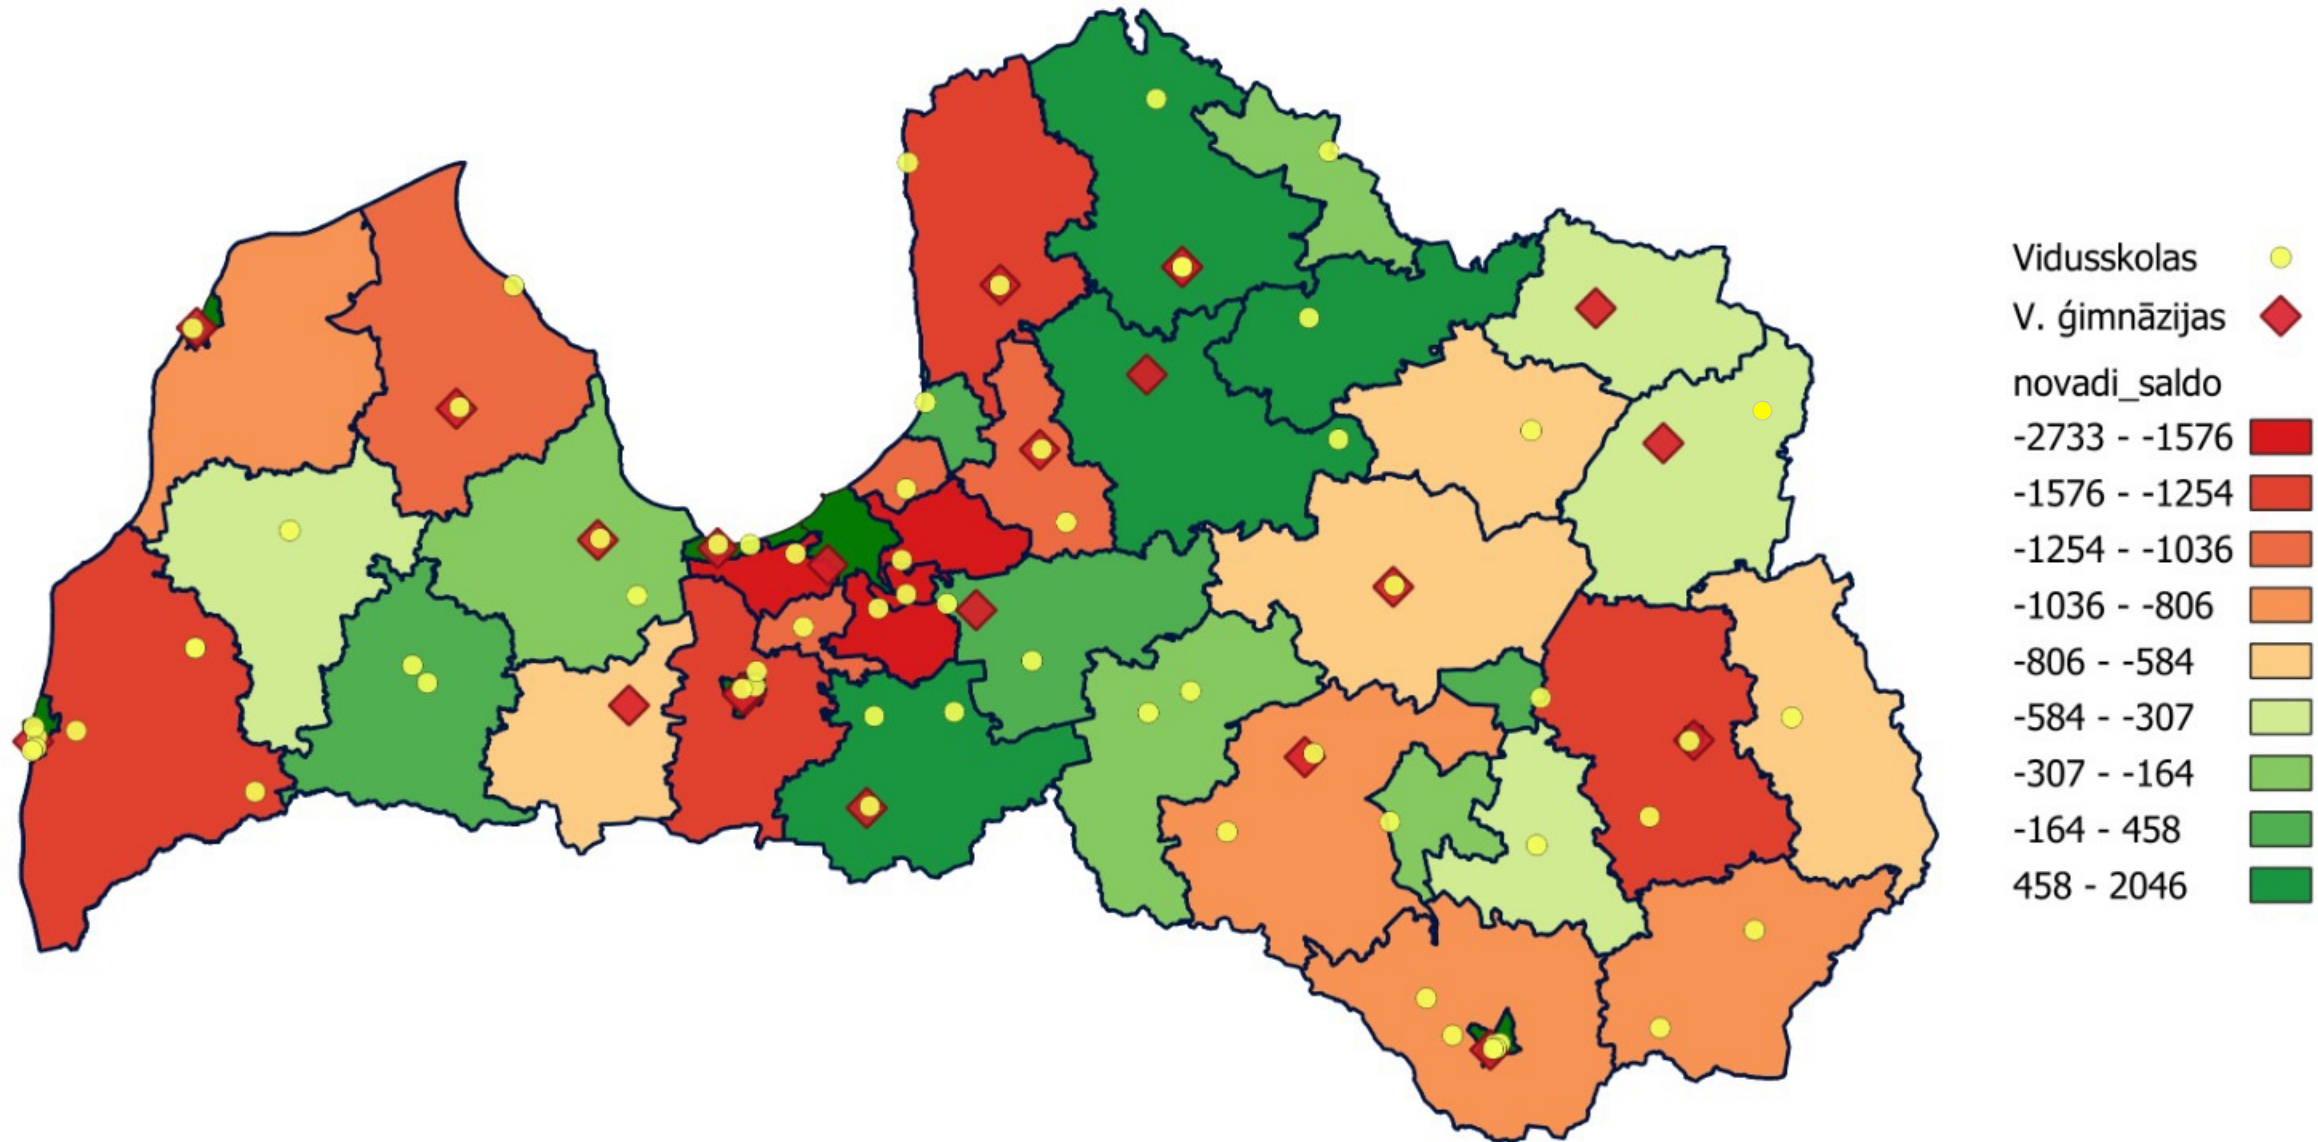 Vidusskolas
V. ģimnāzijas
novadi_saldo
-2733 - -1576
-1576 - -1254
-1254 - -1036
-1036 - -806
-806 - -584
-584 - -307
-307 - -164
-164 - 458
458 - 2046